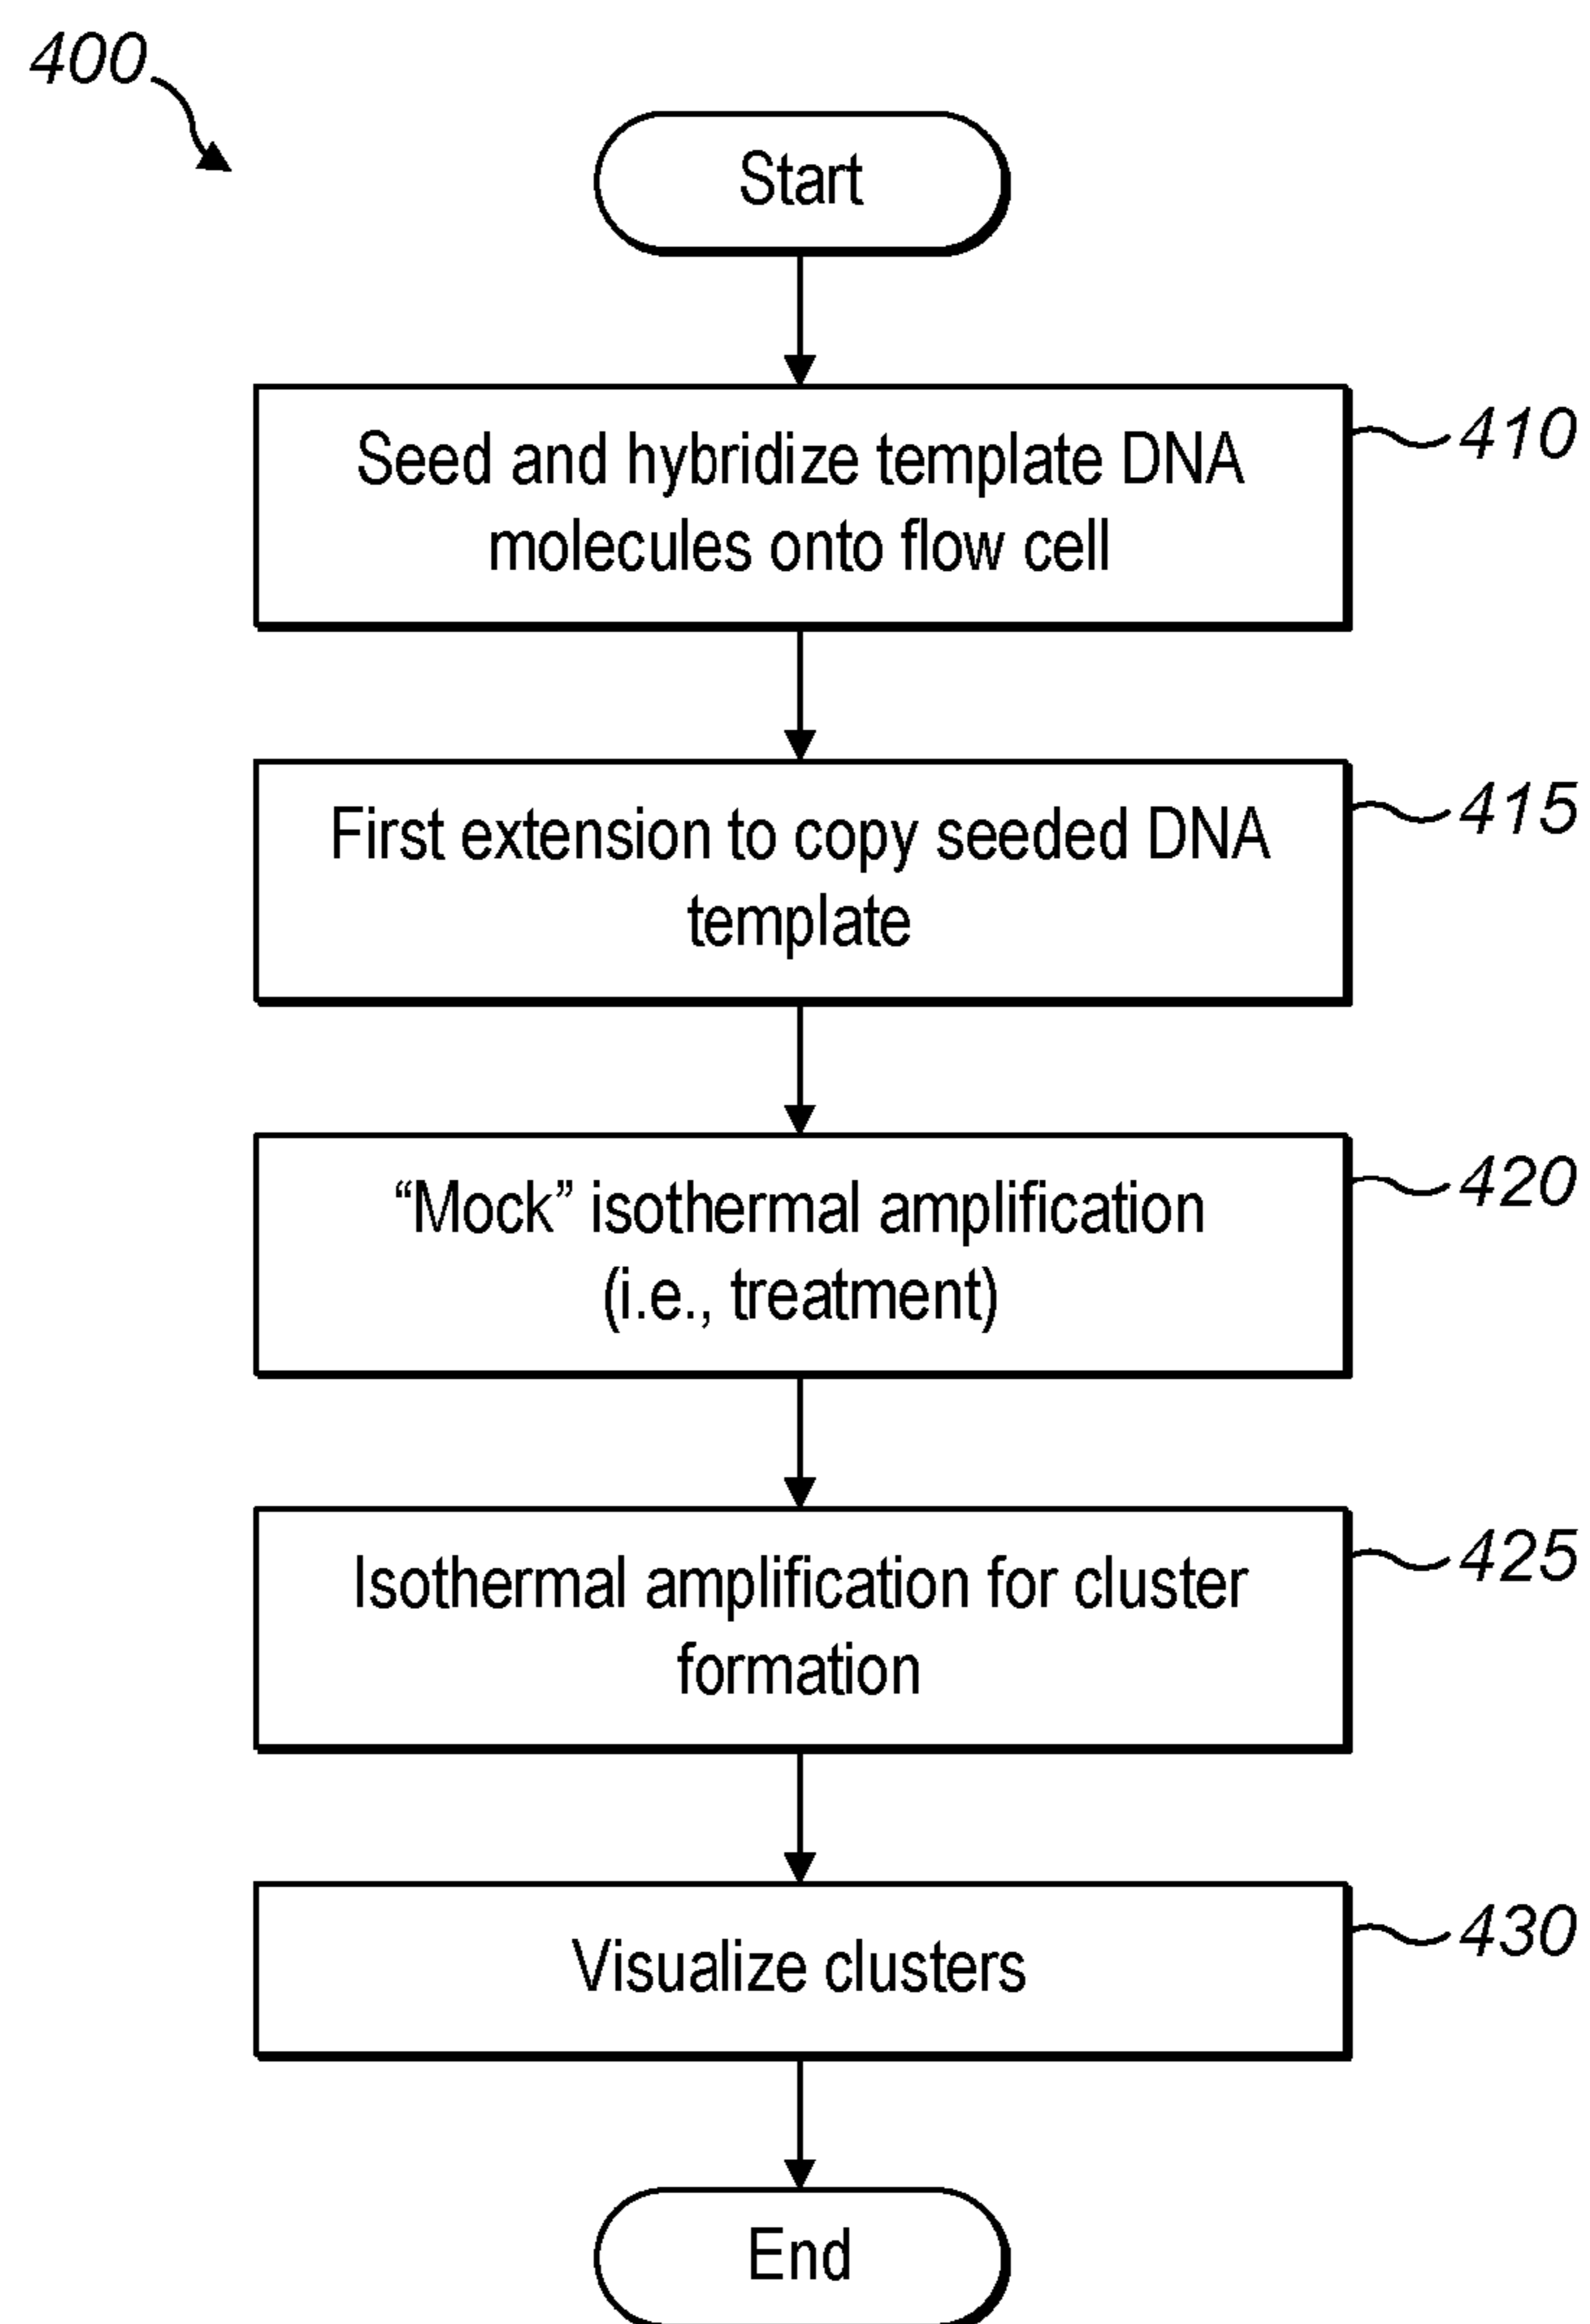 400
Start
Seed and hybridize template DNA
molecules onto flow cell
410
First extension to copy seeded DNA
template
415
“Mock” isothermal amplification
(i.e., treatment)
420
Isothermal amplification for cluster
formation
425
Visualize clusters
430
End